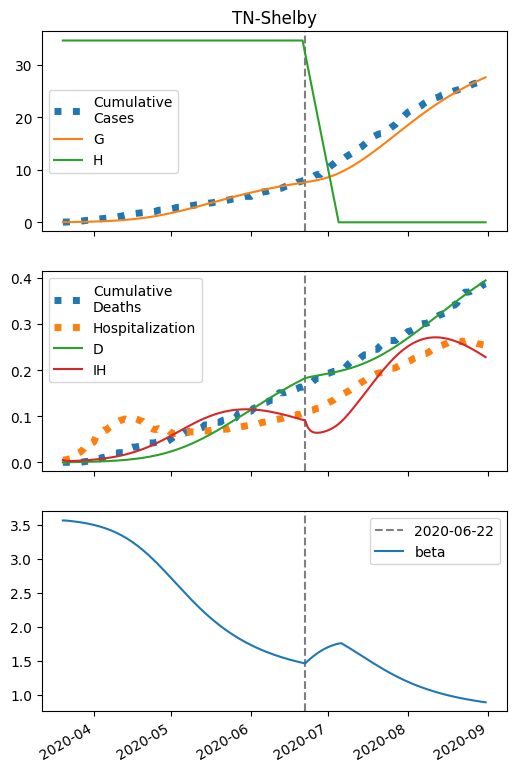 TN-Shelby
30
20
10
0
Cumulative
Cases
G
H
0.4
0.3
0.2
0.1
0.0
Cumulative
Deaths
Hospitalization
D
IH
3.5
3.0
2.5
2.0
1.5
1.0
2020-06-22
beta
2020-04
2020-05
2020-06
2020-07
2020-08
2020-09